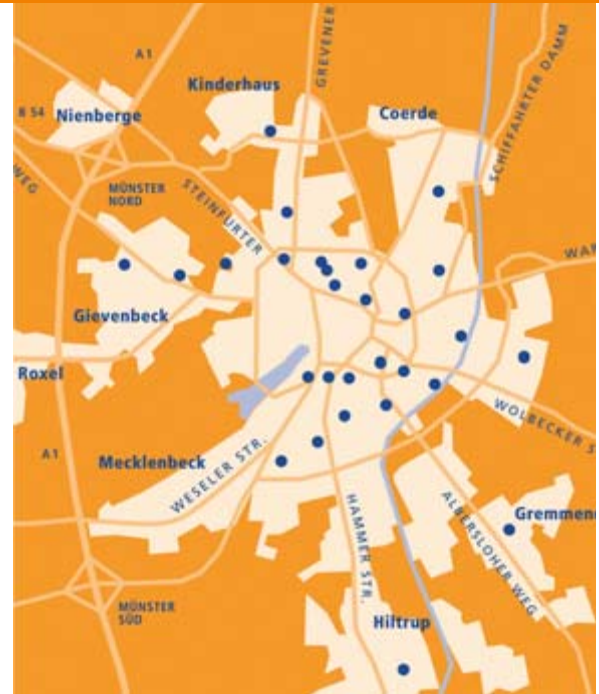 A1
GREVENER
SCHIFFAHRTER DAMM
Kinderhaus
B 54
Nienberge
Coerde
WEG
MÜNSTER
NORD
STEINFURTER
WAR
Gievenbeck
Roxel
WOLBECKER S
A1
Mecklenbeck
WESELER STR.
HAMMER STR.
ALBERSLOHER WEG
Gremmen
MÜNSTER
SÜD
Hiltrup